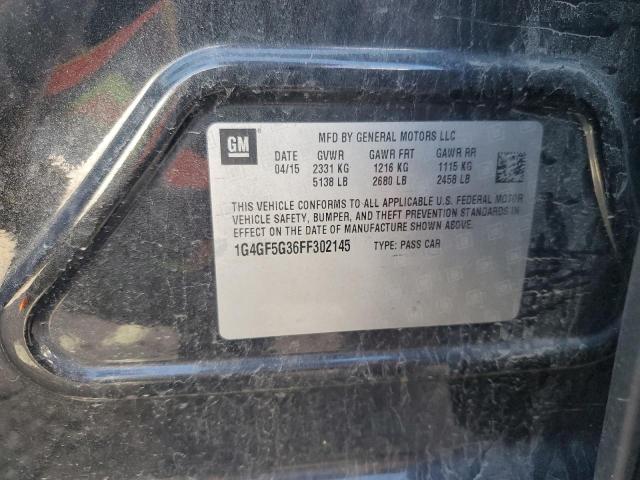 GM ® MFD BY GENERAL MOTORS LLC
DATE GVWR GAWR FRT GAWR RR
04/15 2331 KG 1216 KG 1115 KG
5138 LB 2680 LB 2458 LB
THIS VEHICLE CONFORMS TO ALL APPLICABLE U.S. FEDERAL MOTOR
VEHICLE SAFETY, BUMPER, AND THEFT PREVENTION STANDARDS IN
EFFECT ON THE DATE OF MANUFACTURE SHOWN ABOVE.
1G4GF5G36FF302145 TYPE: PASS CAR